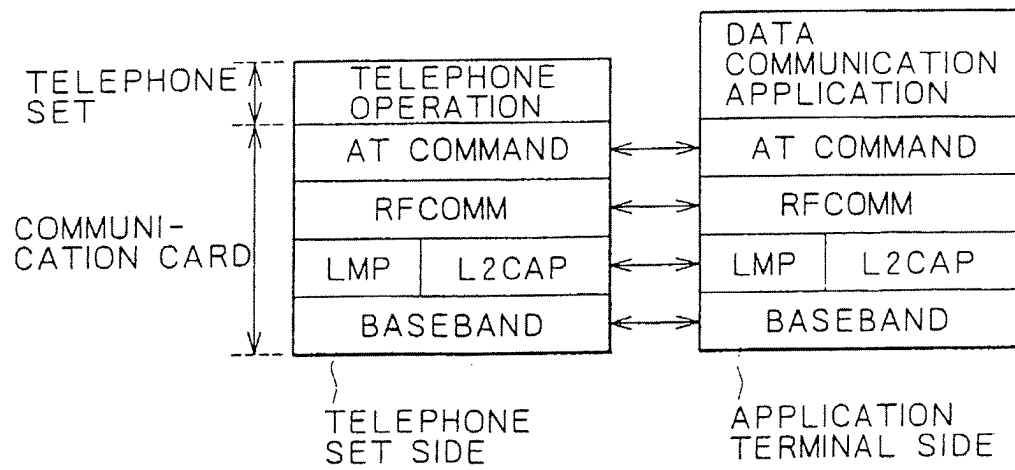 TELEPHONE
SET
COMMUNI-
CATION CARD
TELEPHONE
OPERATION
AT COMMAND
RFCOMM
LMP
L2CAP
BASEBAND
TELEPHONE
SET SIDE
DATA
COMMUNICATION
APPLICATION
AT COMMAND
RFCOMM
LMP
L2CAP
BASEBAND
APPLICATION
TERMINAL SIDE